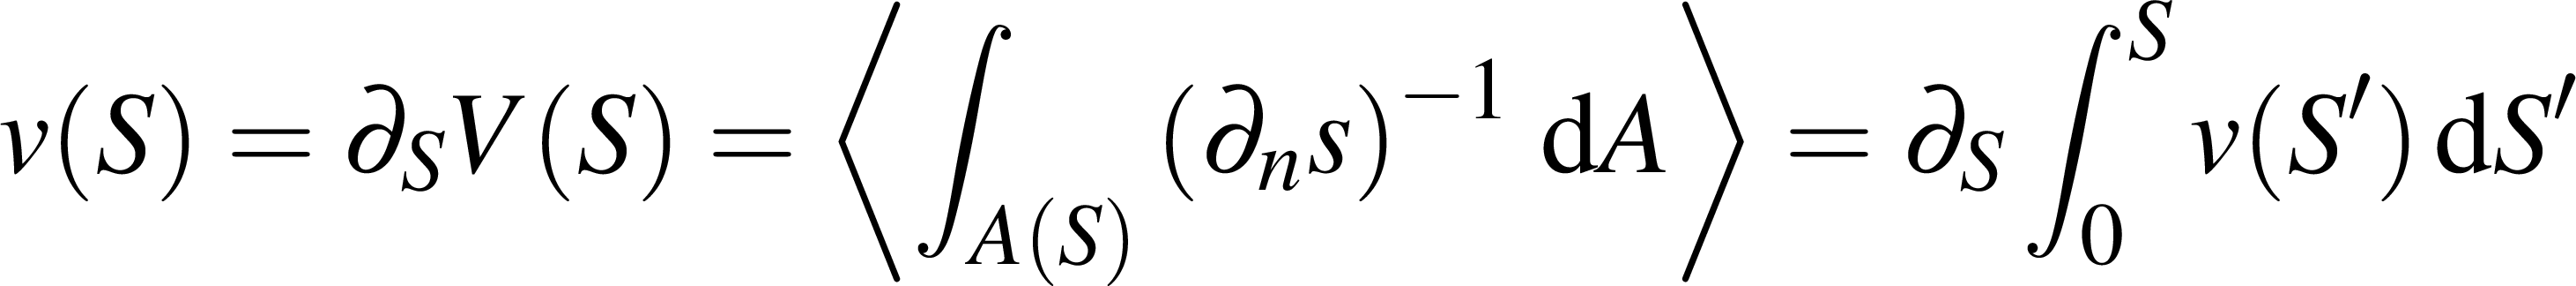 v(S) = ∂_S V(S) = ⟨ ∫_{A(S)} (∂_n s)^{−1} dA ⟩ = ∂_S ∫_0^S v(S′) dS′